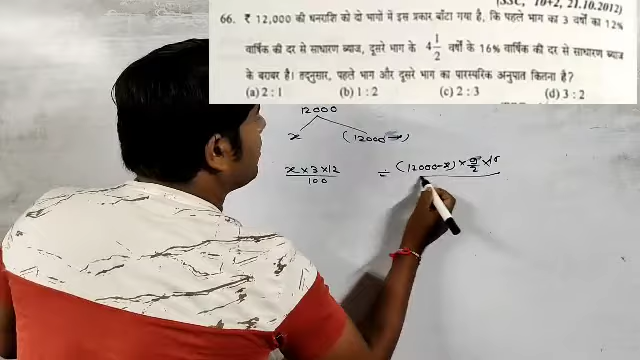 (SSC, 10+2, 21.10.2012)
66. ₹ 12,000 की धनराशि को दो भागों में इस प्रकार बाँटा गया है, कि पहले भाग का 3 वर्षों का 12%
वार्षिक की दर से साधारण ब्याज, दूसरे भाग के 4 1/2 वर्षों के 16% वार्षिक की दर से साधारण ब्याज
के बराबर है। तद्नुसार, पहले भाग और दूसरे भाग का पारस्परिक अनुपात कितना है?
(a) 2 : 1 (b) 1 : 2 (c) 2 : 3 (d) 3 : 2
12000
x (12000-x)
x×3×12/100 = (12000-x)×9/2×16